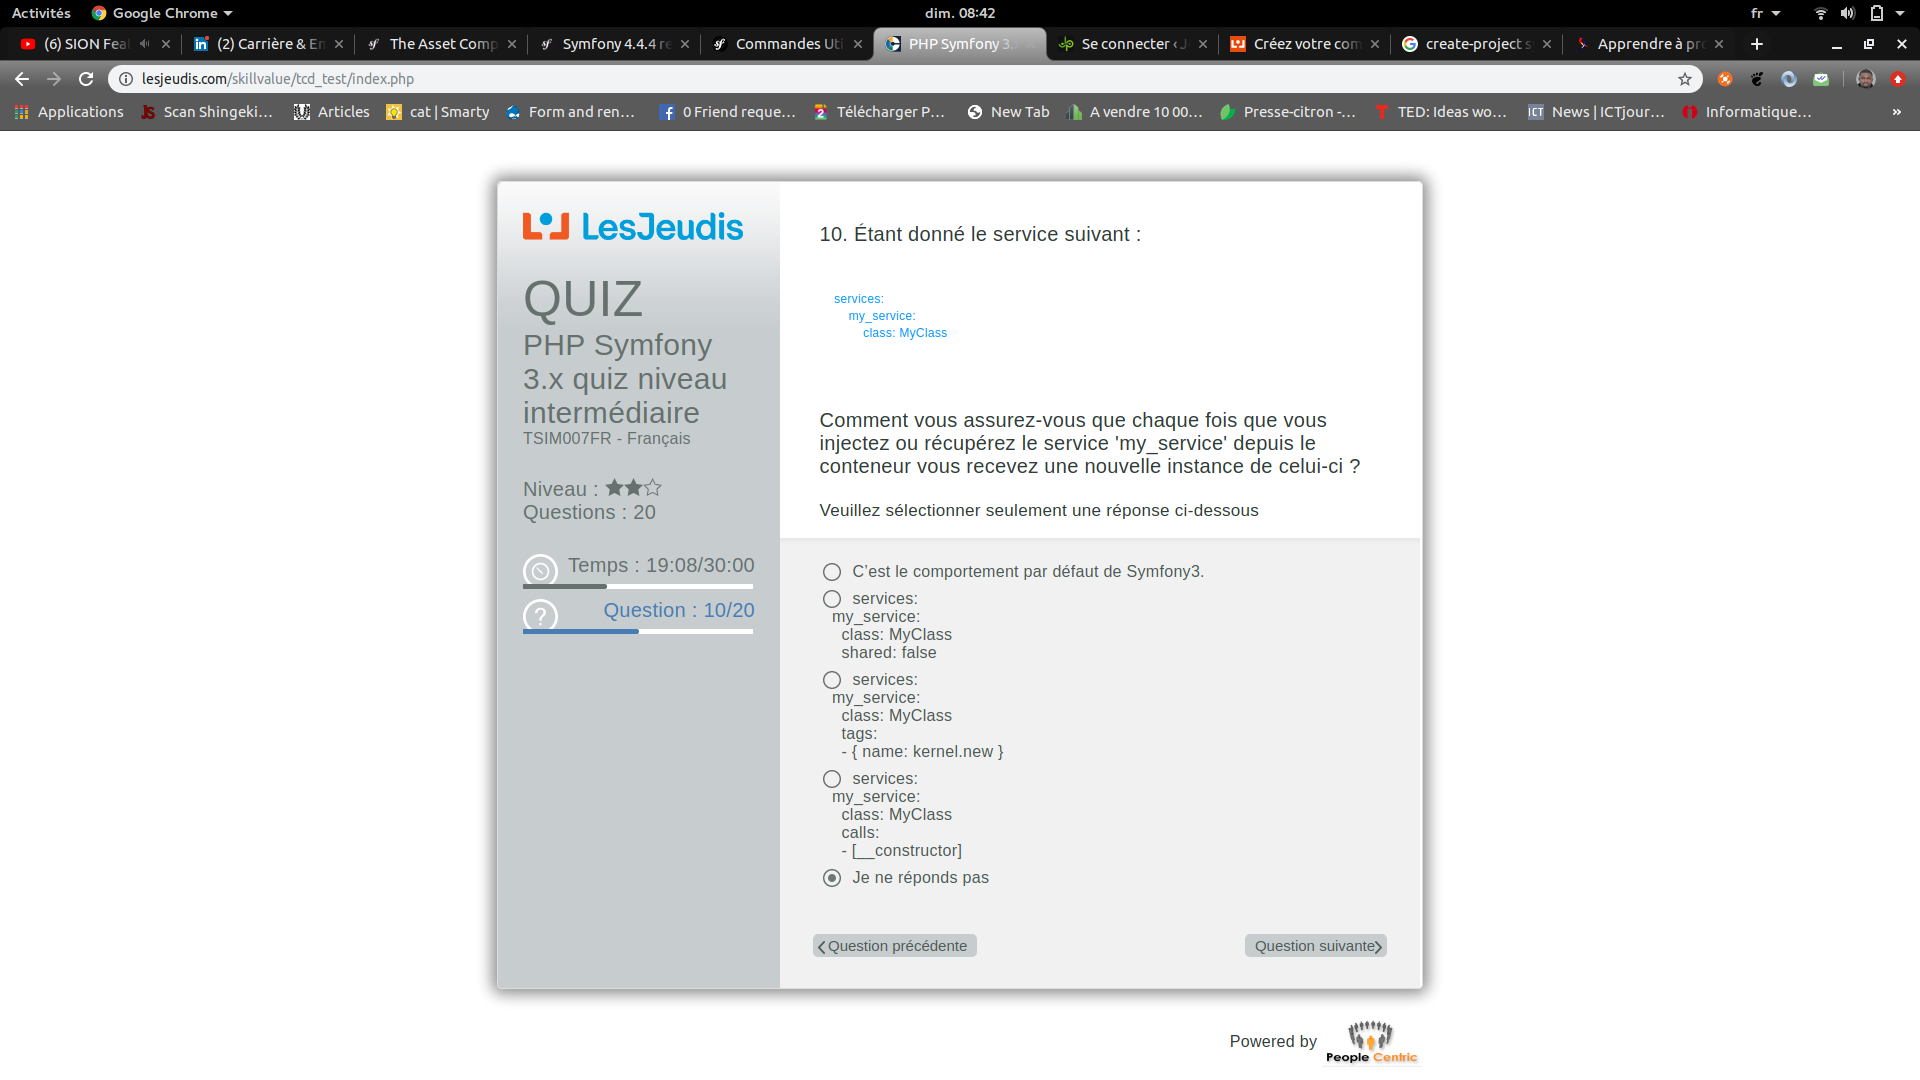 Activités
Google Chrome
dim. 08:42
fr
(6) SION Fea
(2) Carrière & En
The Asset Comp
Symfony 4.4.4 re
Commandes Uti
PHP Symfony 3.
Se connecter ‹ J
Créez votre com
create-project s
Apprendre à pr
lesjeudis.com/skillvalue/tcd_test/index.php
Applications
Scan Shingeki...
Articles
cat | Smarty
Form and ren...
0 Friend reque...
Télécharger P...
New Tab
A vendre 10 00...
Presse-citron -...
TED: Ideas wo...
ICT
News | ICTjour...
Informatique...
»
LesJeudis
QUIZ
PHP Symfony
3.x quiz niveau
intermédiaire
TSIM007FR - Français
Niveau : ★★☆
Questions : 20
Temps : 19:08/30:00
? Question : 10/20
10. Étant donné le service suivant :
services:
my_service:
class: MyClass
Comment vous assurez-vous que chaque fois que vous
injectez ou récupérez le service 'my_service' depuis le
conteneur vous recevez une nouvelle instance de celui-ci ?
Veuillez sélectionner seulement une réponse ci-dessous
C'est le comportement par défaut de Symfony3.
services:
my_service:
class: MyClass
shared: false
services:
my_service:
class: MyClass
tags:
- { name: kernel.new }
services:
my_service:
class: MyClass
calls:
- [__constructor]
Je ne réponds pas
Question précédente
Question suivante
Powered by
People Centric